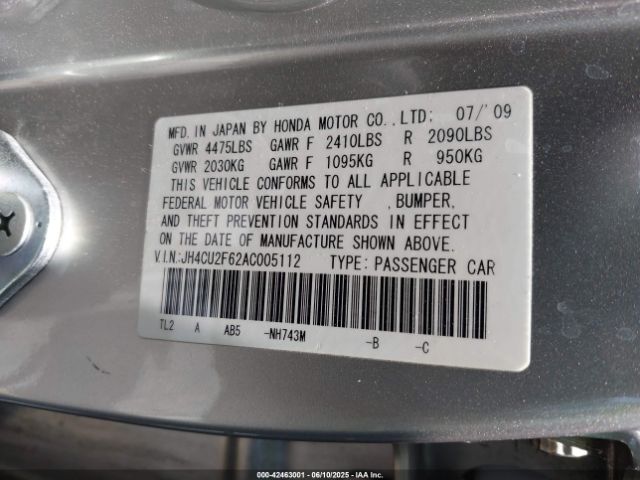 MFD. IN JAPAN BY HONDA MOTOR CO., LTD; 07/'09
GVWR 4475LBS GAWR F 2410LBS R 2090LBS
GVWR 2030KG GAWR F 1095KG R 950KG
THIS VEHICLE CONFORMS TO ALL APPLICABLE
FEDERAL MOTOR VEHICLE SAFETY , BUMPER,
AND THEFT PREVENTION STANDARDS IN EFFECT
ON THE DATE OF MANUFACTURE SHOWN ABOVE.
V.I.N.:JH4CU2F62AC005112 TYPE: PASSENGER CAR
TL2 A AB5 -NH743M -B -C
000-42463001 - 06/10/2025 - IAA Inc.